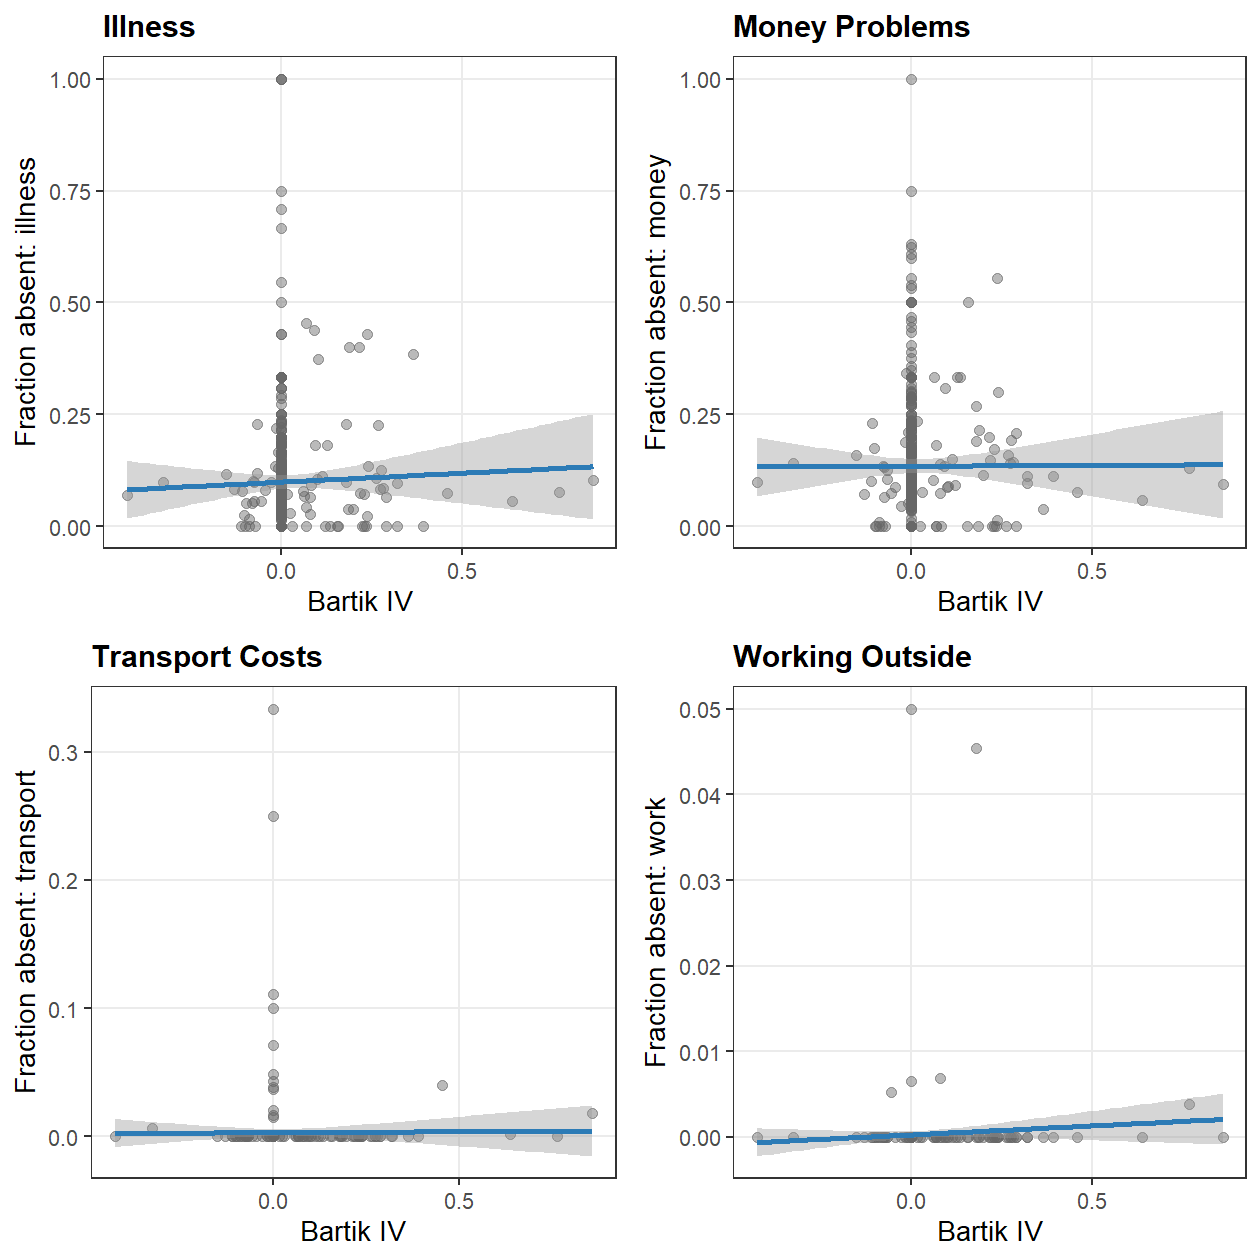 Illness
Fraction absent: illness
1.00
0.75
0.50
0.25
0.00
0.0 0.5
Bartik IV
Money Problems
Fraction absent: money
1.00
0.75
0.50
0.25
0.00
0.0 0.5
Bartik IV
Transport Costs
Fraction absent: transport
0.3
0.2
0.1
0.0
0.0 0.5
Bartik IV
Working Outside
Fraction absent: work
0.05
0.04
0.03
0.02
0.01
0.00
0.0 0.5
Bartik IV